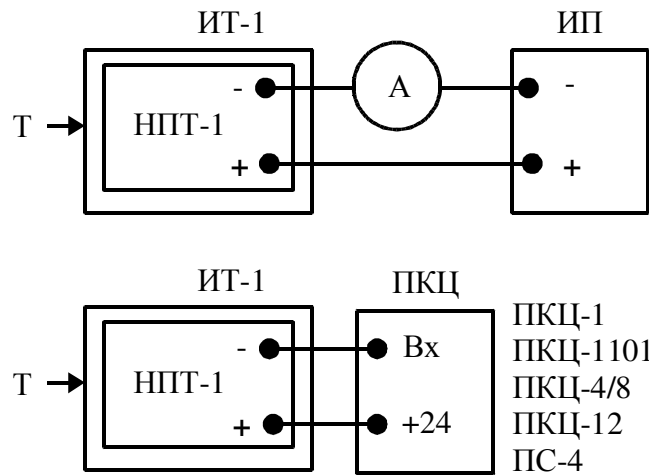 ИТ-1 ИП
- А -
Т НПТ-1
+ +
ИТ-1 ПКЦ
ПКЦ-1
- Вх
ПКЦ-1101
Т НПТ-1
ПКЦ-4/8
+ +24
ПКЦ-12
ПС-4